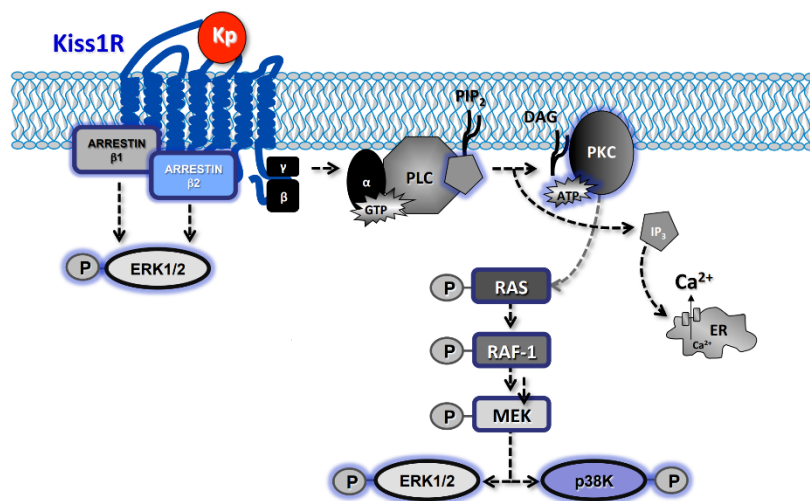 Kiss1R
Kp
PIP2
DAG
ARRESTIN
β1
ARRESTIN
β2
γ
β
α
GTP
PLC
PKC
ATP
IP3
P
ERK1/2
P
RAS
Ca2+
ER
Ca2+
P
RAF-1
P
MEK
P
ERK1/2
p38K
P